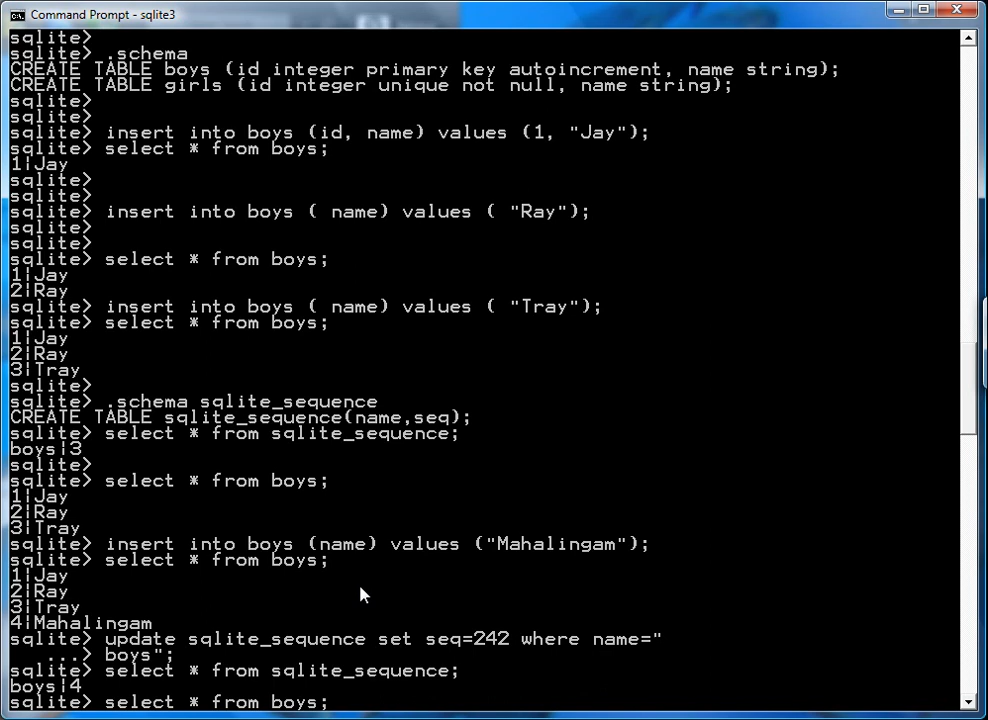 Command Prompt - sqlite3
sqlite>
sqlite> .schema
CREATE TABLE boys (id integer primary key autoincrement, name string);
CREATE TABLE girls (id integer unique not null, name string);
sqlite>
sqlite>
sqlite> insert into boys (id, name) values (1, "Jay");
sqlite> select * from boys;
1|Jay
sqlite>
sqlite>
sqlite> insert into boys ( name) values ( "Ray");
sqlite>
sqlite>
sqlite> select * from boys;
1|Jay
2|Ray
sqlite> insert into boys ( name) values ( "Tray");
sqlite> select * from boys;
1|Jay
2|Ray
3|Tray
sqlite>
sqlite> .schema sqlite_sequence
CREATE TABLE sqlite_sequence(name,seq);
sqlite> select * from sqlite_sequence;
boys|3
sqlite>
sqlite> select * from boys;
1|Jay
2|Ray
3|Tray
sqlite> insert into boys (name) values ("Mahalingam");
sqlite> select * from boys;
1|Jay
2|Ray
3|Tray
4|Mahalingam
sqlite> update sqlite_sequence set seq=242 where name="
   ...> boys";
sqlite> select * from sqlite_sequence;
boys|4
sqlite> select * from boys;